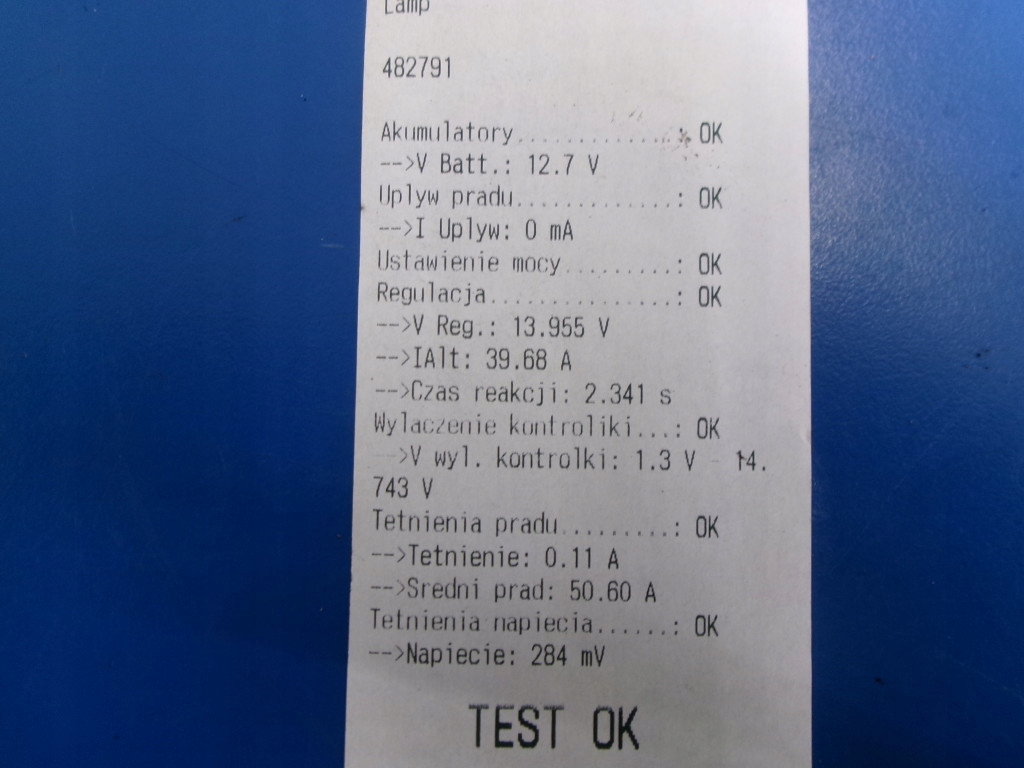 Lamp
482791
Akumulatory.............: OK
-->V Batt.: 12.7 V
Uplyw pradu.............: OK
-->I Uplyw: 0 mA
Ustawienie mocy.........: OK
Regulacja...............: OK
-->V Reg.: 13.955 V
-->IAlt: 39.68 A
-->Czas reakcji: 2.341 s
Wylaczenie kontroliki...: OK
-->V wyl. kontrolki: 1.3 V - 14.
743 V
Tetnienia pradu.........: OK
-->Tetnienie: 0.11 A
-->Sredni prad: 50.60 A
Tetnienia napiecia......: OK
-->Napiecie: 284 mV
TEST OK